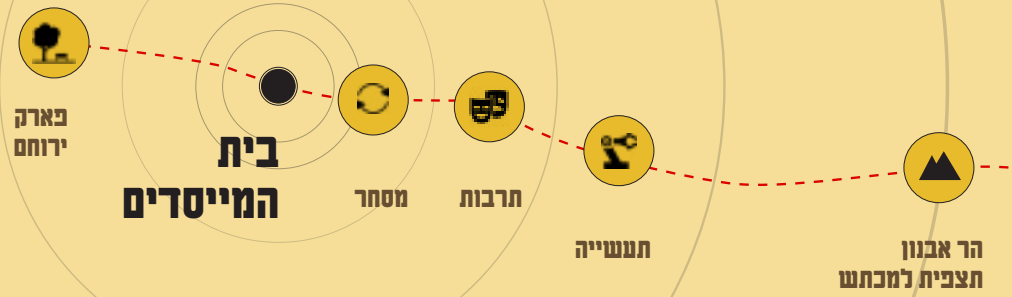 פארק
ירוחם
בית
המייסדים
מסחר
תרבות
תעשייה
הר אבנון
תצפית למכתש